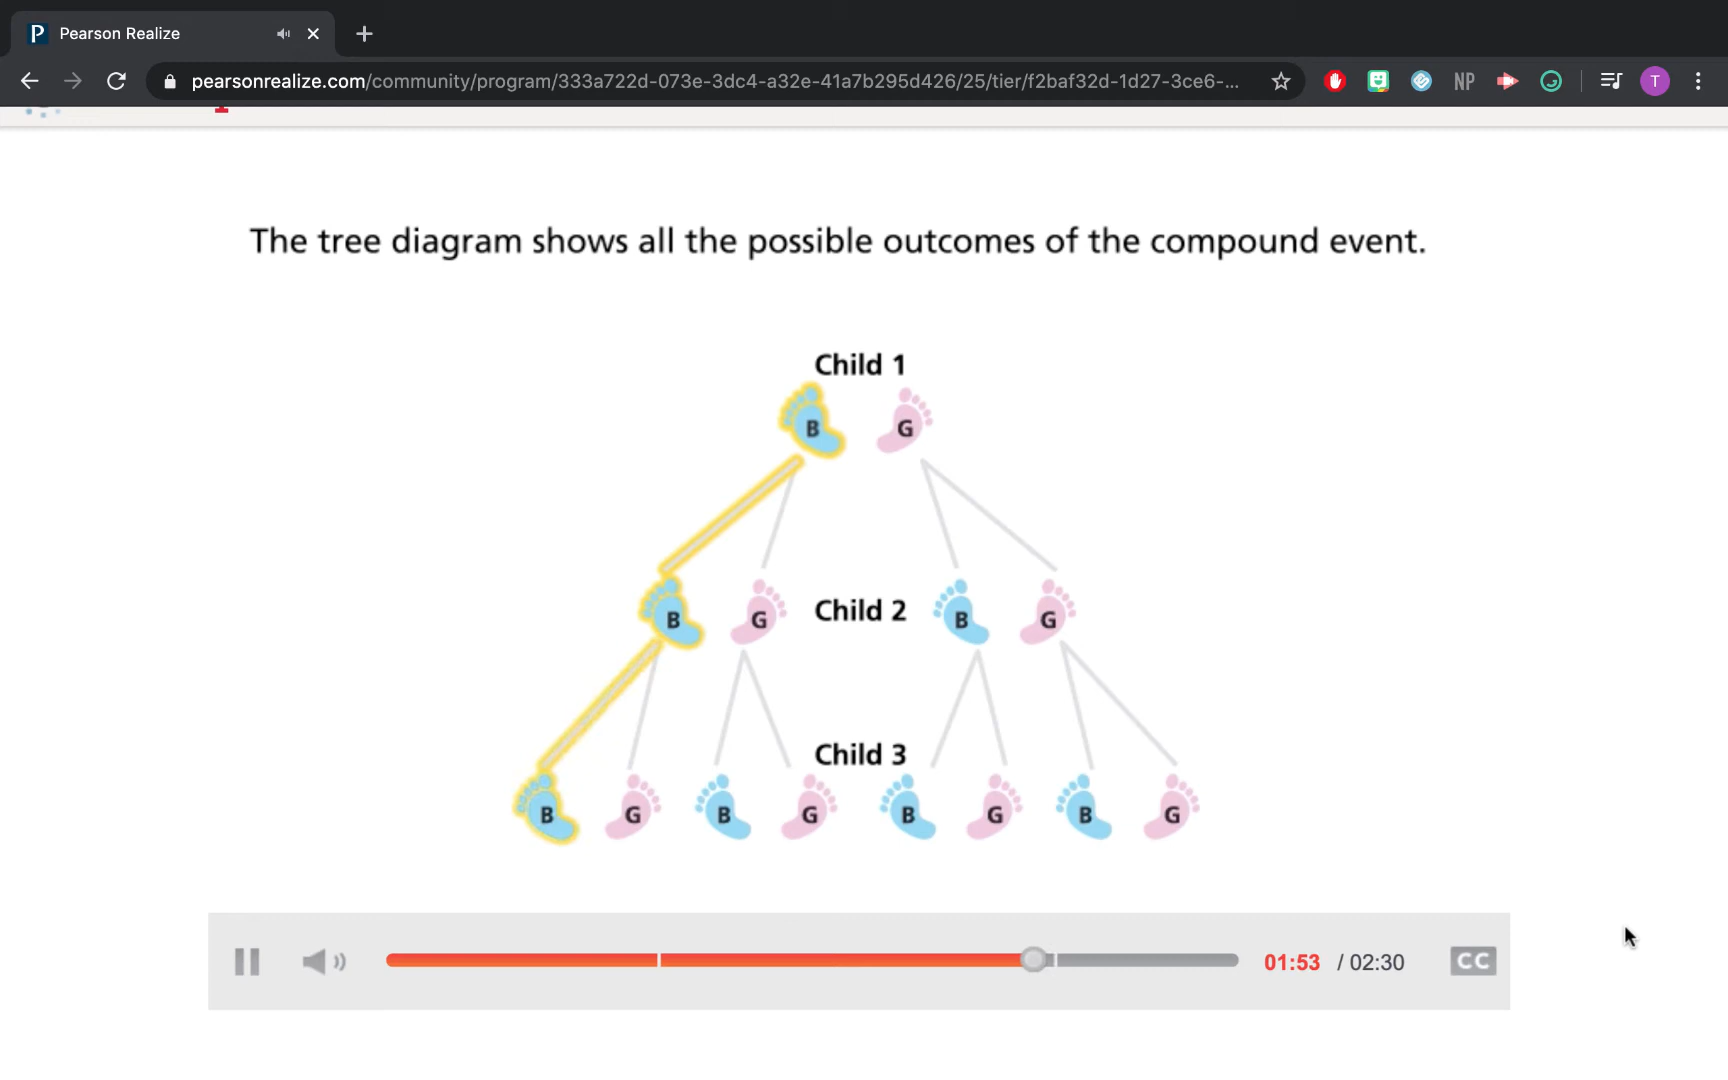 Pearson Realize
pearsonrealize.com/community/program/333a722d-073e-3dc4-a32e-41a7b295d426/25/tier/f2baf32d-1d27-3ce6-...
NP
T
The tree diagram shows all the possible outcomes of the compound event.
Child 1
B G
B G Child 2 B G
Child 3
B G B G B G B G
01:53 / 02:30 CC